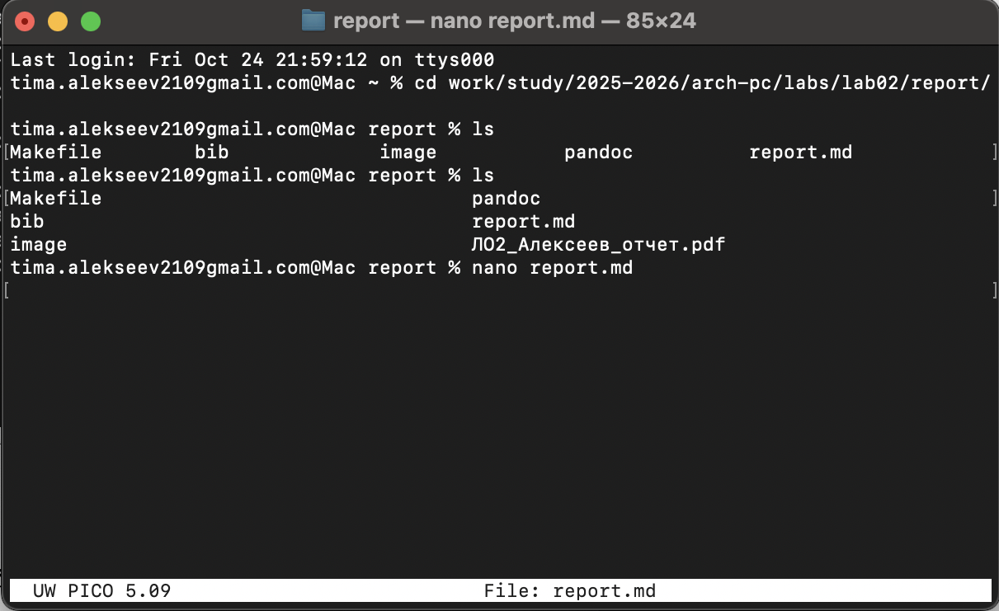 report — nano report.md — 85×24
Last login: Fri Oct 24 21:59:12 on ttys000
tima.alekseev2109gmail.com@Mac ~ % cd work/study/2025-2026/arch-pc/labs/lab02/report/
tima.alekseev2109gmail.com@Mac report % ls
[Makefile bib image pandoc report.md ]
tima.alekseev2109gmail.com@Mac report % ls
[Makefile pandoc ]
bib report.md
image ЛО2_Алексеев_отчет.pdf
tima.alekseev2109gmail.com@Mac report % nano report.md
[ ]
UW PICO 5.09 File: report.md